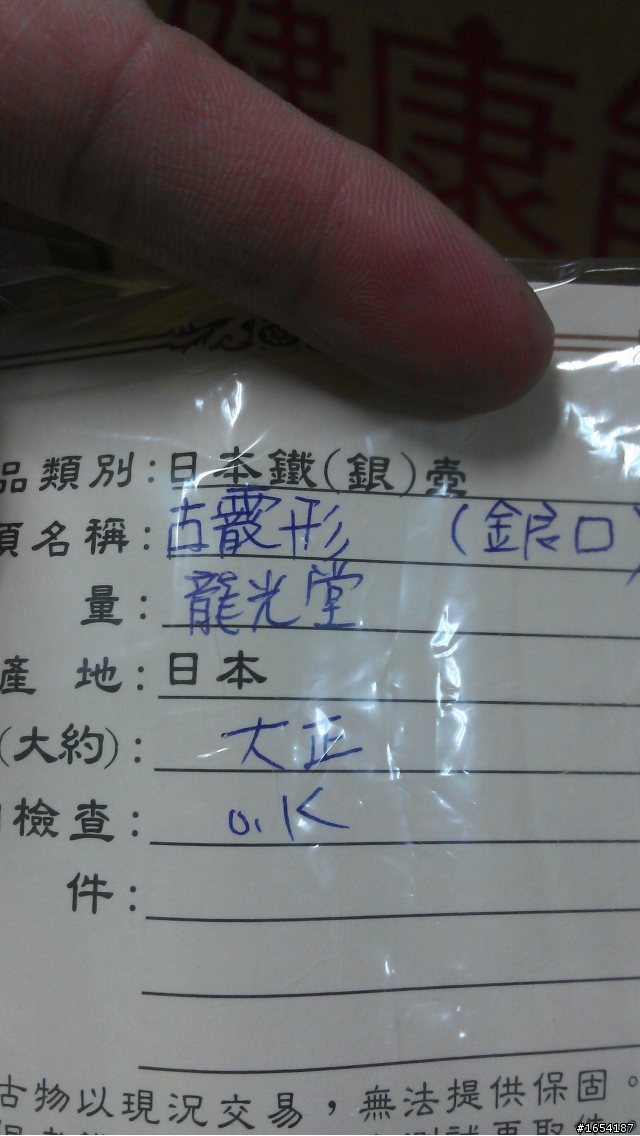 健康
品類別：日本鐵(銀)壺
名稱：古霰形 (銀口)
量：龍光堂
產 地：日本
(大約)：大正
檢查：O.K
件：
古物以現況交易，無法提供保固。
#1654187